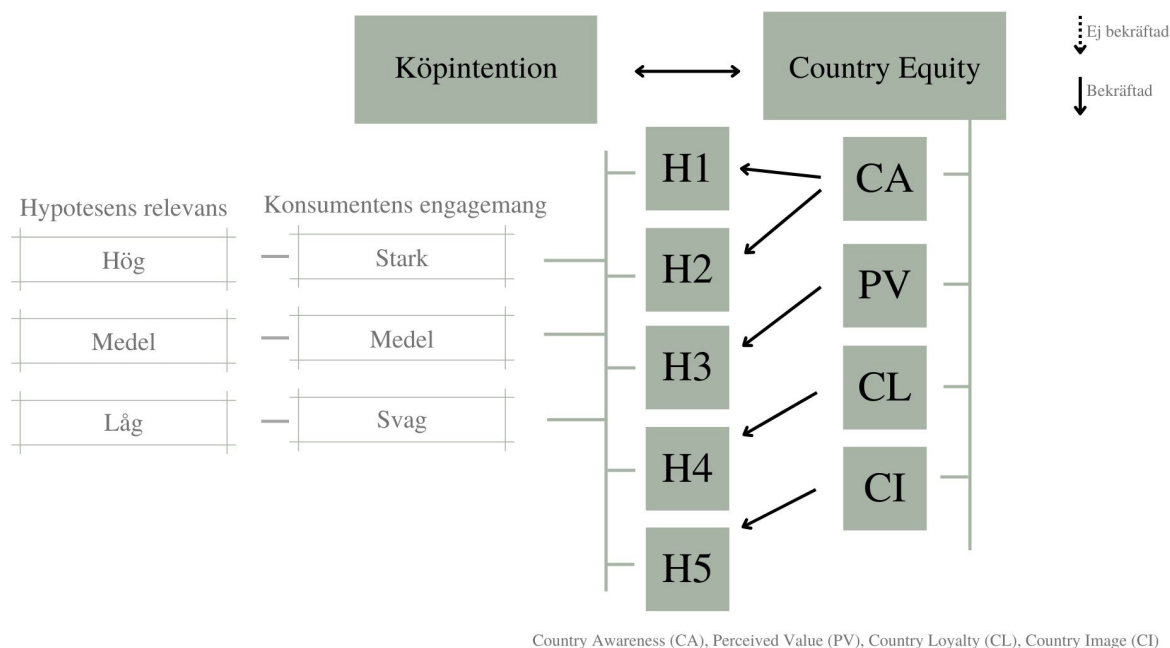 Köpintention
Country Equity
Ej bekräftad
Bekräftad
H1
CA
Hypotesens relevans
Konsumentens engagemang
Hög
Stark
H2
PV
Medel
Medel
H3
CL
Låg
Svag
H4
CI
H5
Country Awareness (CA), Perceived Value (PV), Country Loyalty (CL), Country Image (CI)